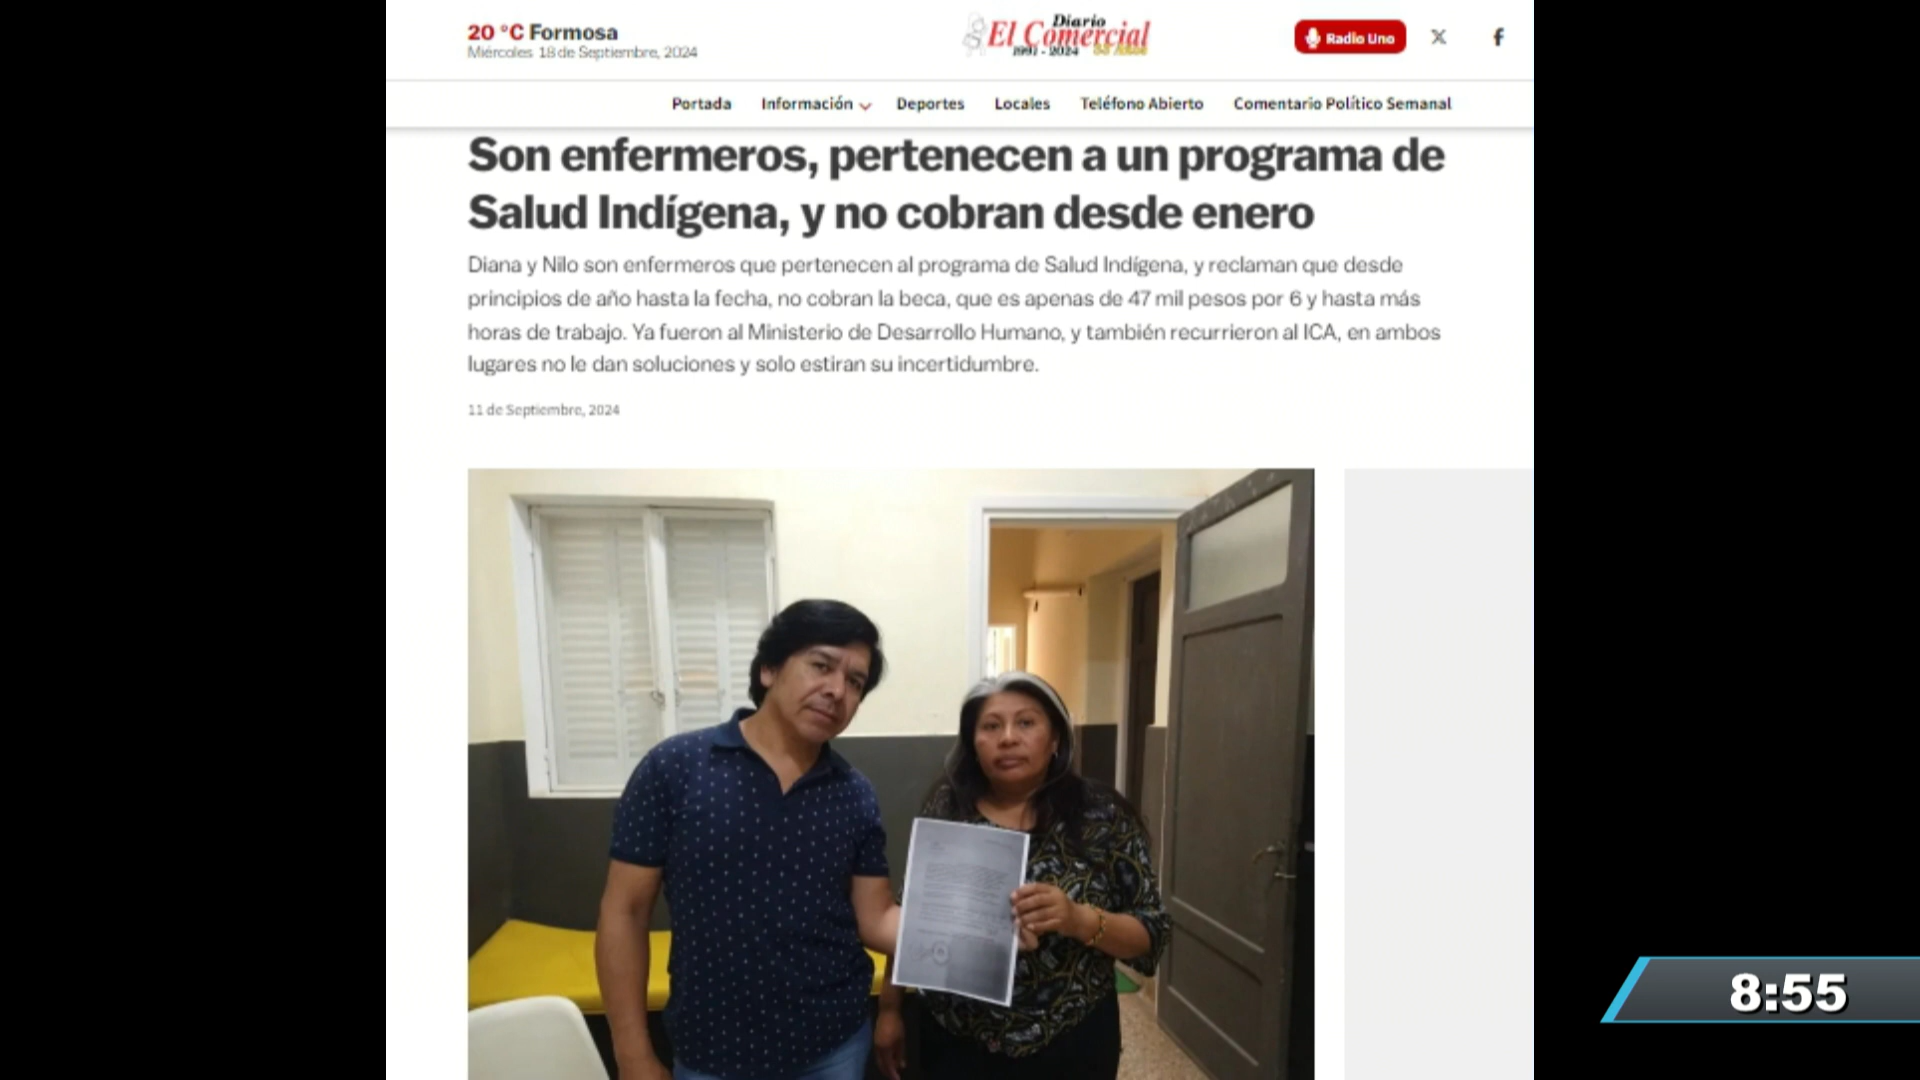 20 °C Formosa
Miércoles 18 de Septiembre, 2024
Diario
El Comercial
1991 - 2024 33 Años
Radio Uno
Portada Información Deportes Locales Teléfono Abierto Comentario Político Semanal
Son enfermeros, pertenecen a un programa de
Salud Indígena, y no cobran desde enero
Diana y Nilo son enfermeros que pertenecen al programa de Salud Indígena, y reclaman que desde
principios de año hasta la fecha, no cobran la beca, que es apenas de 47 mil pesos por 6 y hasta más
horas de trabajo. Ya fueron al Ministerio de Desarrollo Humano, y también recurrieron al ICA, en ambos
lugares no le dan soluciones y solo estiran su incertidumbre.
11 de Septiembre, 2024
8:55